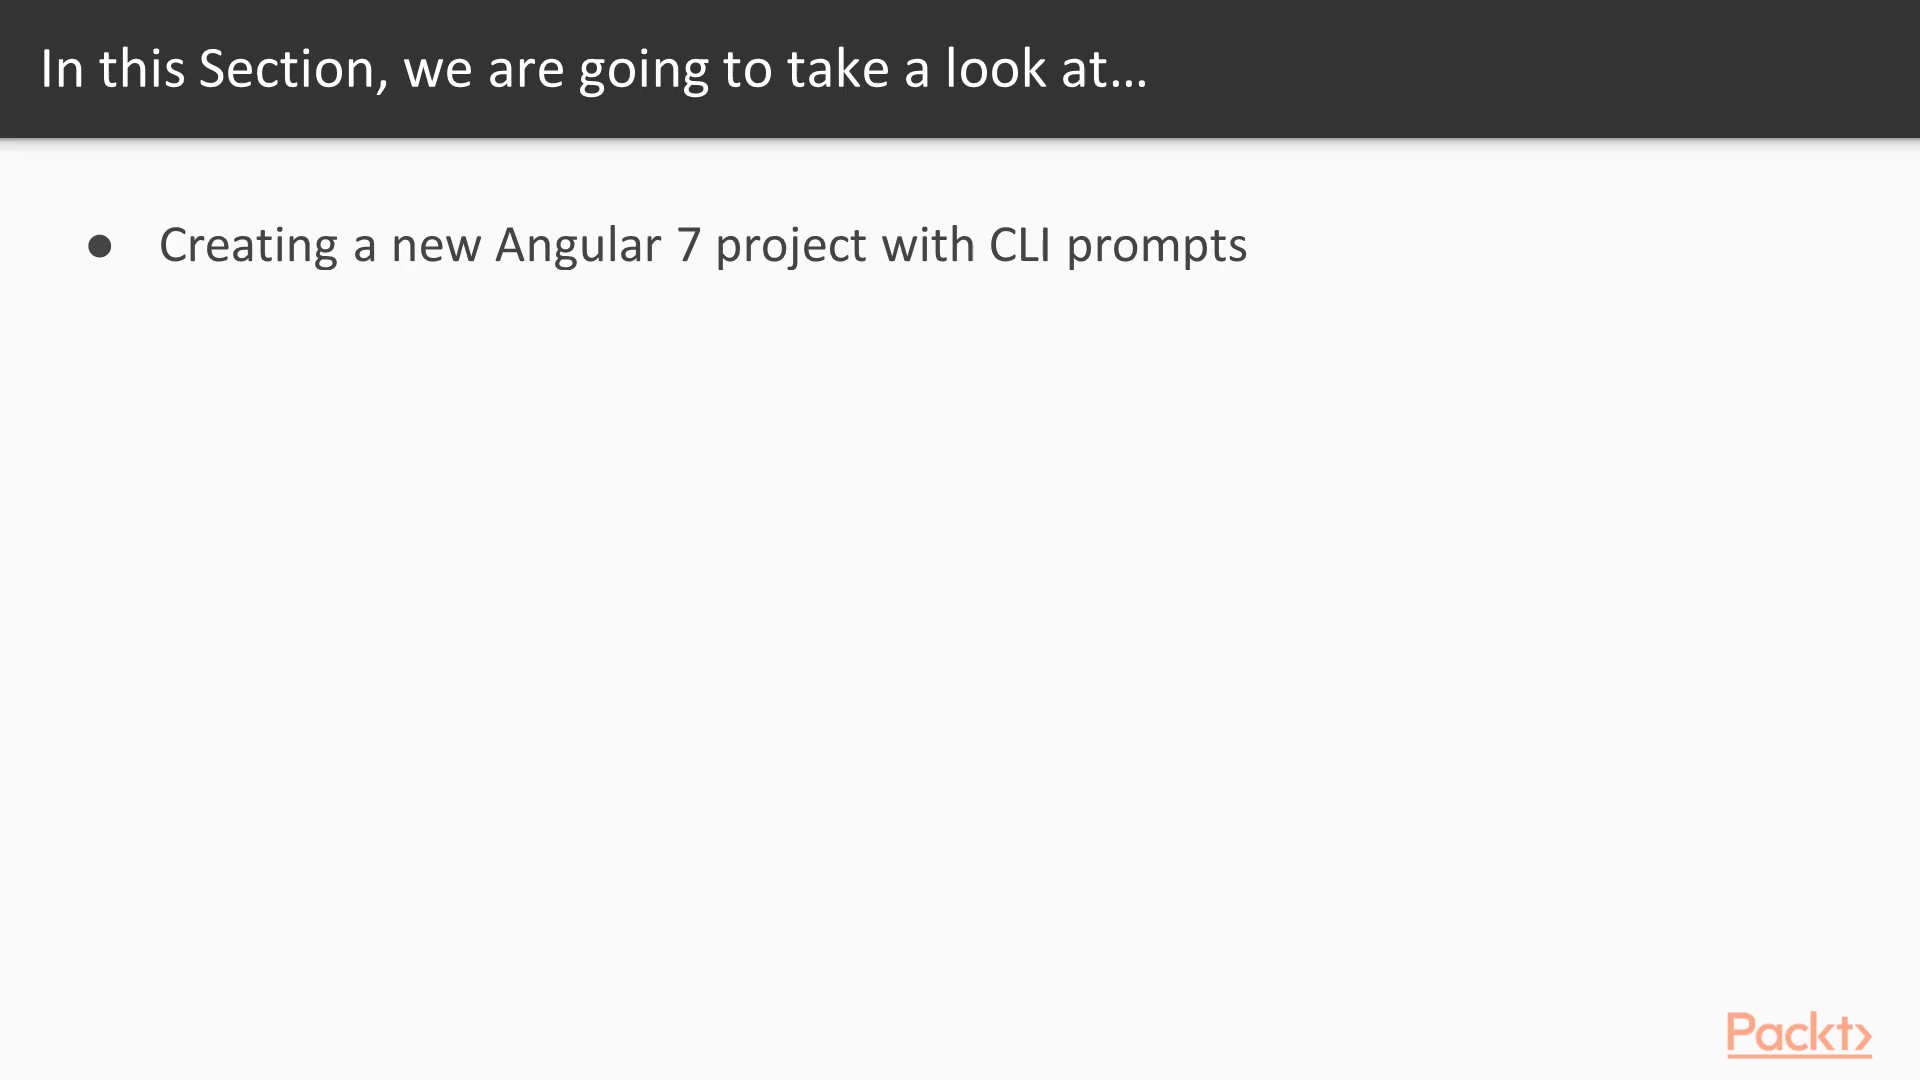 In this Section, we are going to take a look at...
● Creating a new Angular 7 project with CLI prompts
Packt>